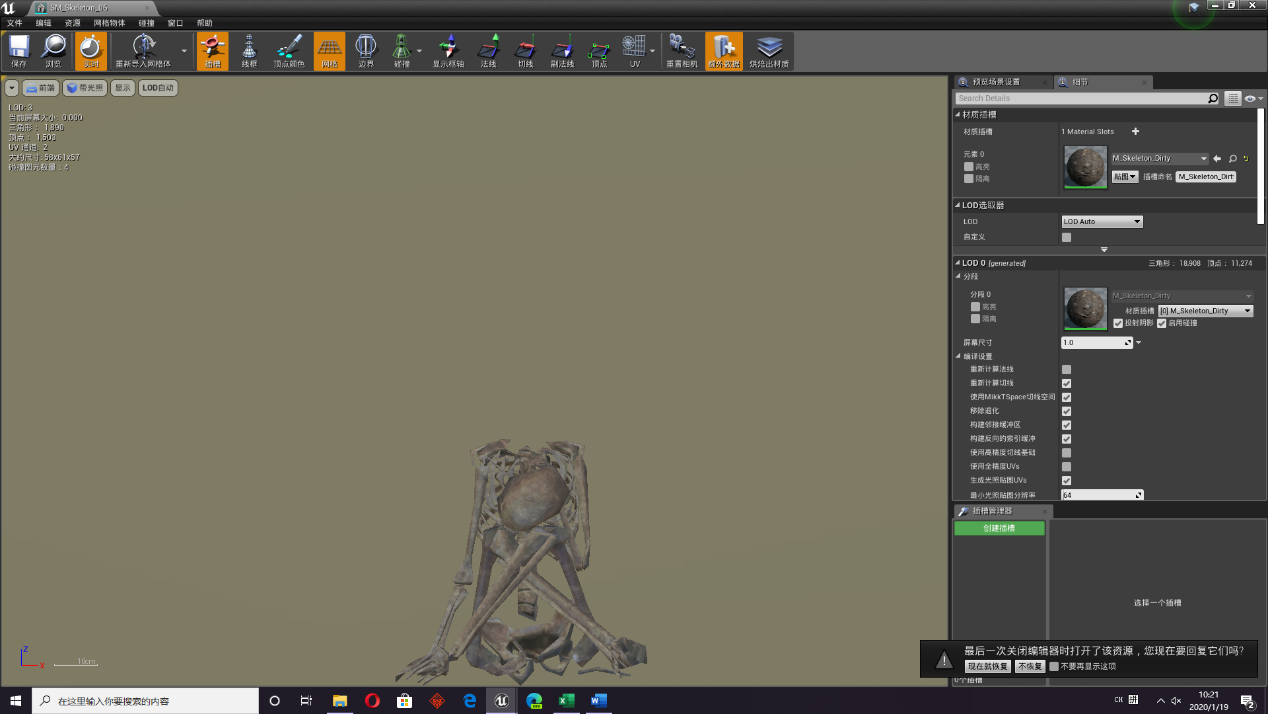 SM_Skeleton_05
文件 编辑 资源 网格物体 碰撞 窗口 帮助
保存 浏览 实时 重新导入网格体 插槽 线框 顶点颜色 网格 边界 碰撞 显示枢轴 法线 切线 副法线 顶点 UV 重置相机 额外数据 烘焙出材质
前端 带光照 显示 LOD自动
LOD: 3
当前屏幕大小: 0.000
三角形： 1,890
顶点： 1,503
UV 通道: 2
大约尺寸: 58x61x57
碰撞图元数量：4
10cm
Z
X
预览场景设置 细节
Search Details
材质插槽
材质插槽 1 Material Slots
元素 0
高亮
隔离
M_Skeleton_Dirty
贴图 插槽命名 M_Skeleton_Dirt
LOD选取器
LOD LOD Auto
自定义
LOD 0 [generated] 三角形： 18,908 顶点： 11,274
分段
分段 0
高亮
隔离
M_Skeleton_Dirty
材质插槽 [0] M_Skeleton_Dirty
投射阴影 启用碰撞
屏幕尺寸 1.0
编译设置
重新计算法线
重新计算切线
使用MikkTSpace切线空间
移除退化
构建邻接缓冲区
构建反向的索引缓冲
使用高精度切线基础
使用全精度UVs
生成光照贴图UVs
最小光照贴图分辨率 64
插槽管理器
创建插槽
选择一个插槽
最后一次关闭编辑器时打开了该资源，您现在要回复它们吗?
现在就恢复 不恢复 不要再显示这项
0个插槽
在这里输入你要搜索的内容
10:21
2020/1/19
2